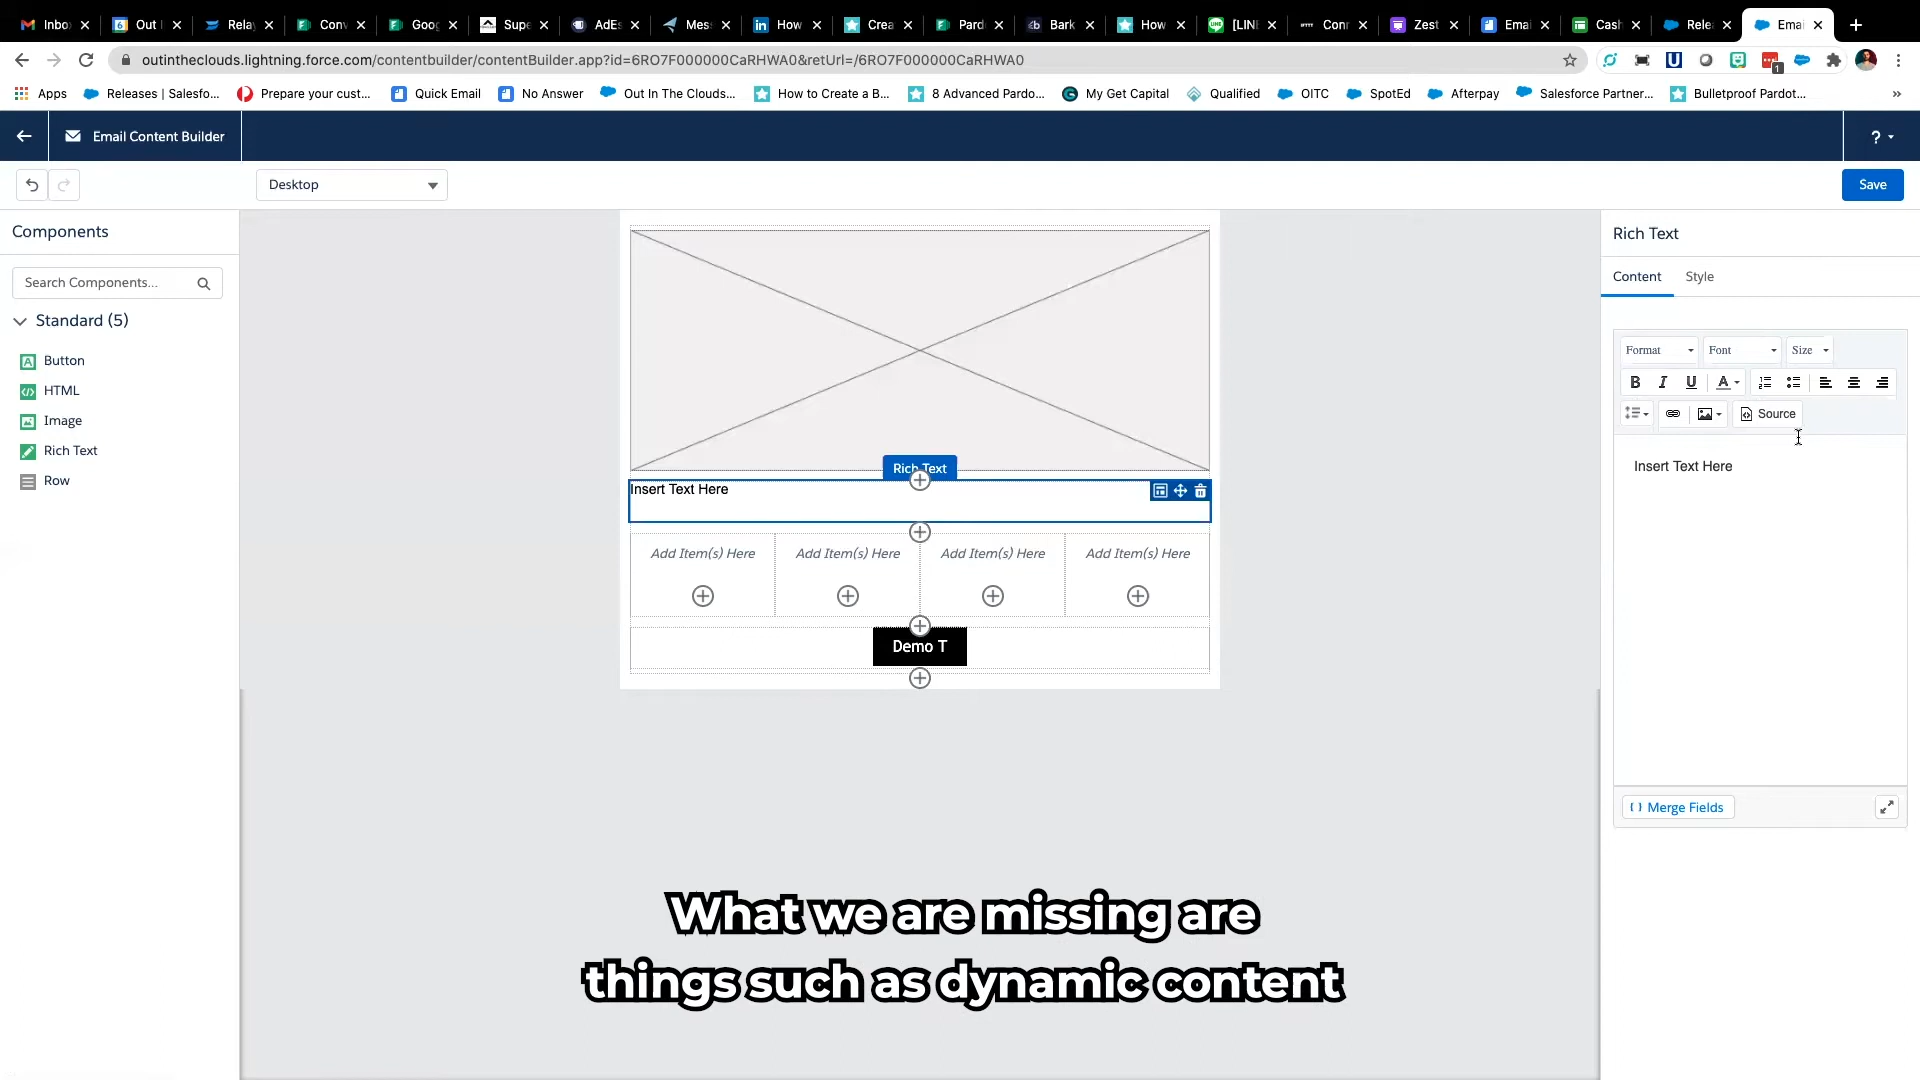 Inbo
Out I
Relay
Conv
Goog
Supe
AdEs
Mess
How
Crea
Pard
Bark
How
[LINE
Conn
Zest
Emai
Cash
Rele
Emai
outintheclouds.lightning.force.com/contentbuilder/contentBuilder.app?id=6RO7F000000CaRHWA0&retUrl=/6RO7F000000CaRHWA0
Apps
Releases | Salesfo...
Prepare your cust...
Quick Email
No Answer
Out In The Clouds...
How to Create a B...
8 Advanced Pardo...
My Get Capital
Qualified
OITC
SpotEd
Afterpay
Salesforce Partner...
Bulletproof Pardot...
»
Email Content Builder
?
Desktop
Save
Components
Search Components...
Standard (5)
Button
HTML
Image
Rich Text
Row
Rich Text
Insert Text Here
Add Item(s) Here
Add Item(s) Here
Add Item(s) Here
Add Item(s) Here
Demo T
Rich Text
Content
Style
Format
Font
Size
B
I
U
A
Source
Insert Text Here
{ } Merge Fields
What we are missing are
things such as dynamic content